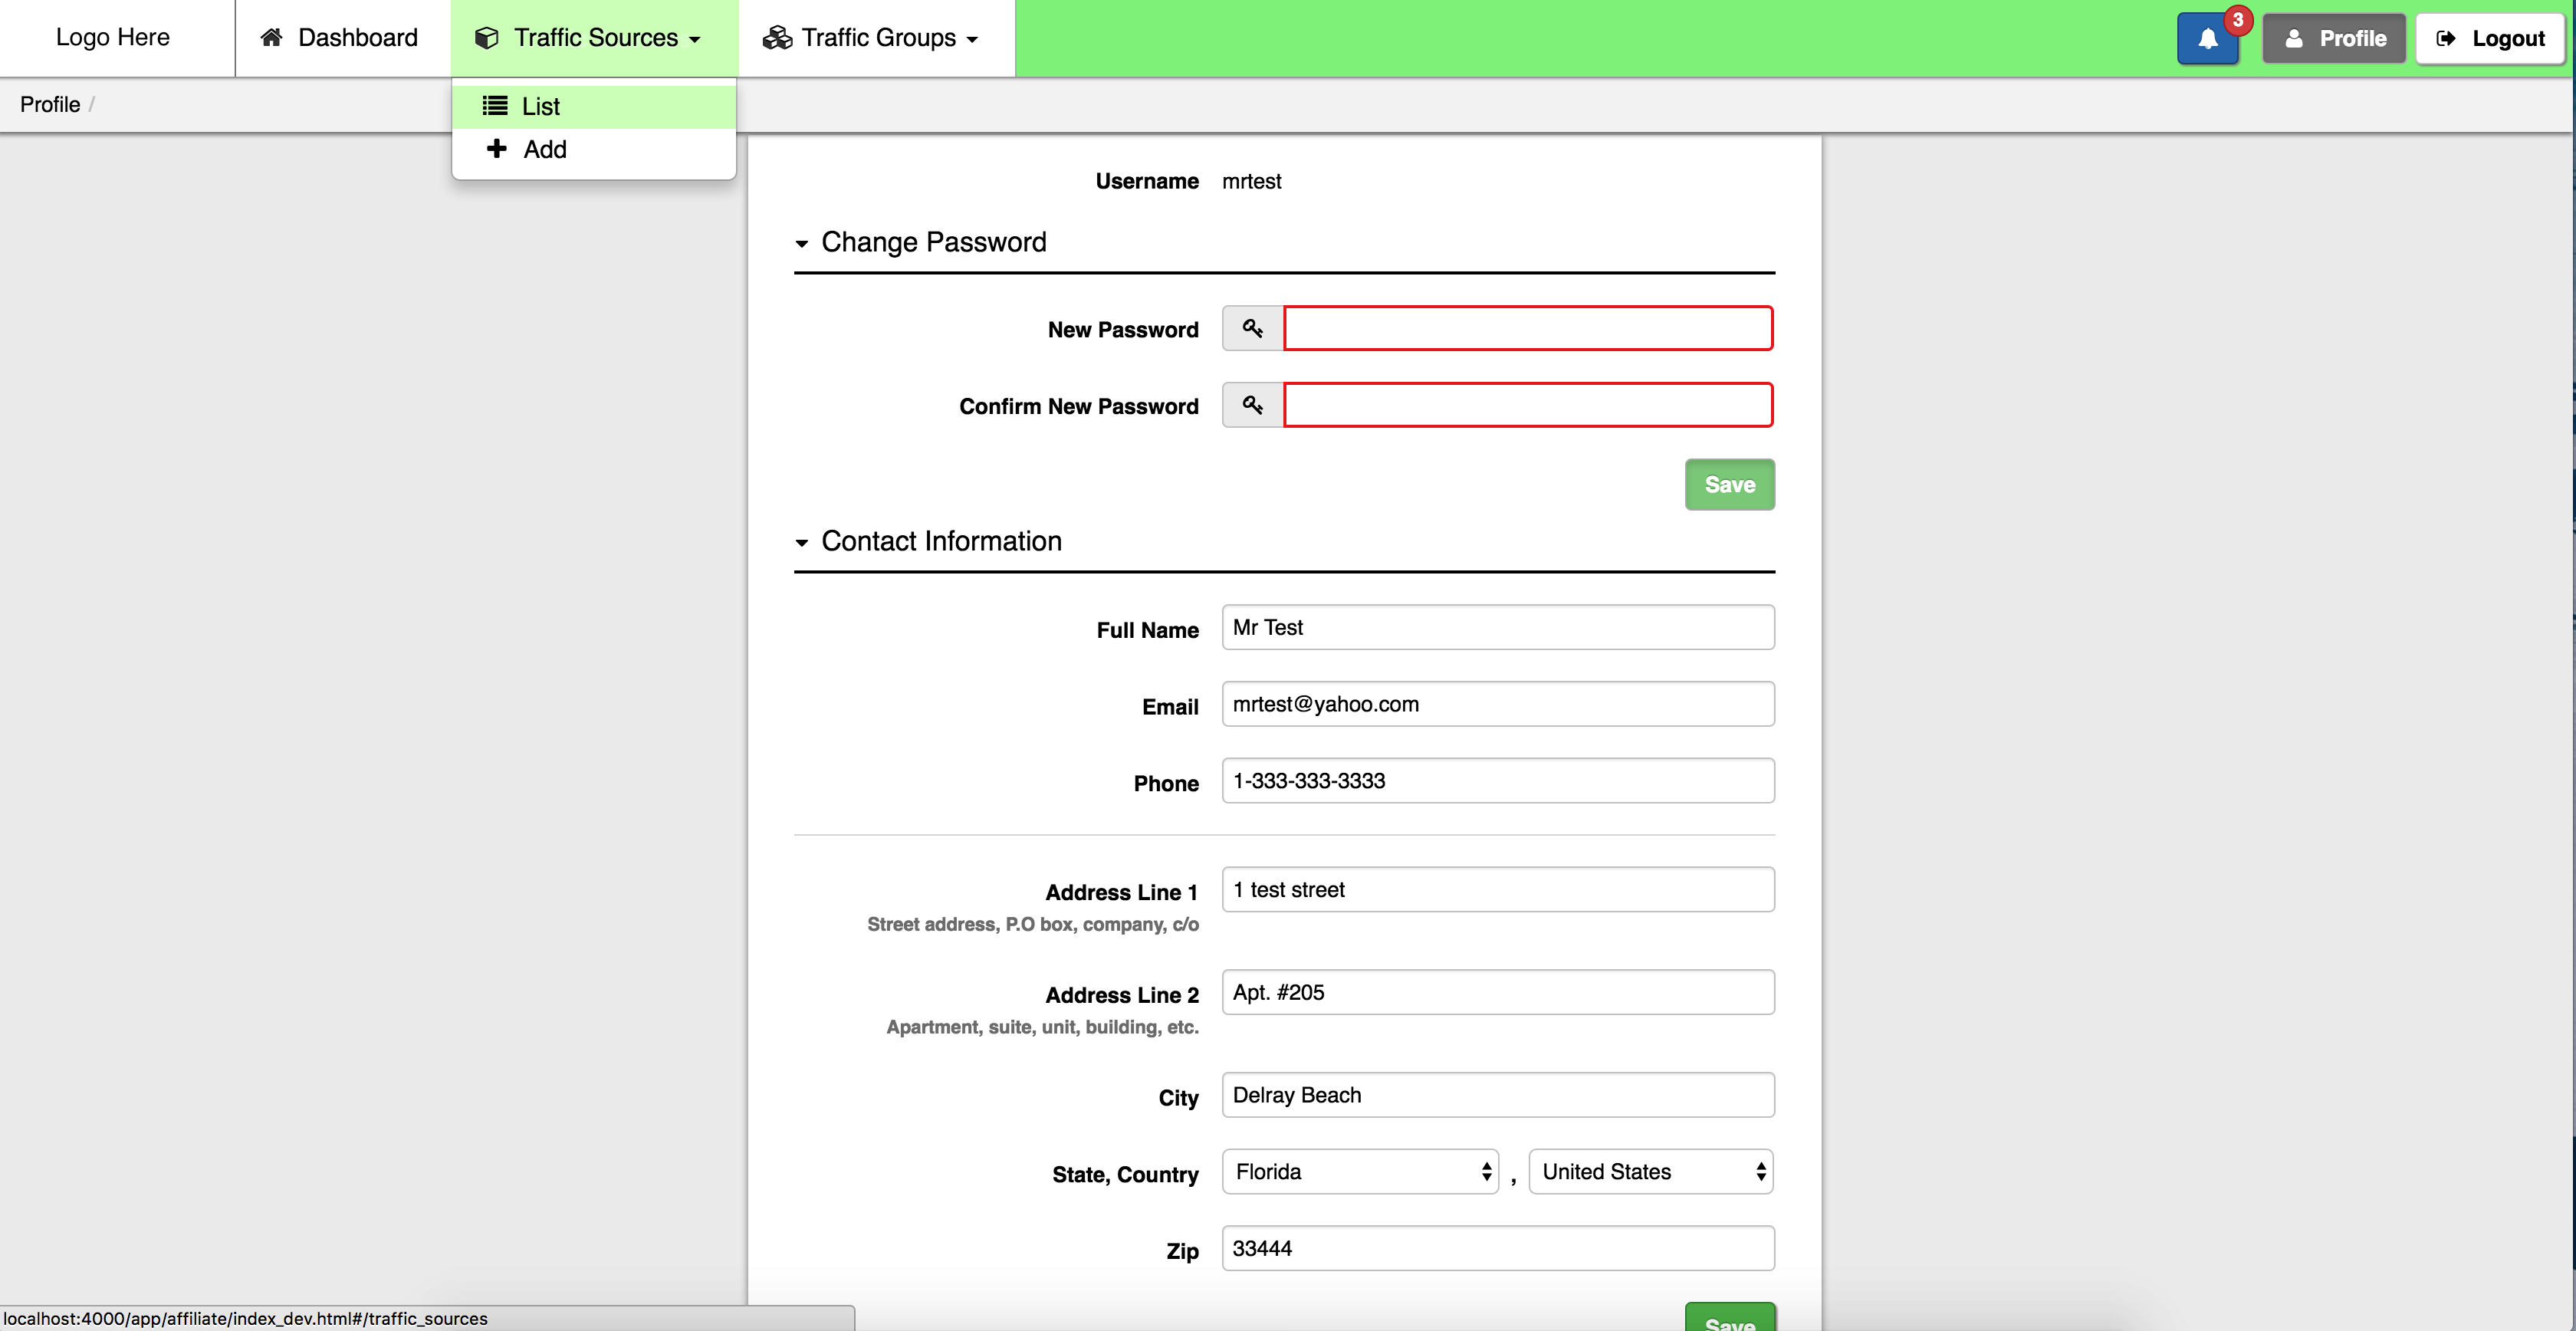 Logo Here
Dashboard
Traffic Sources
Traffic Groups
3
Profile
Logout
Profile /
List
Add
Username mrtest
Change Password
New Password
Confirm New Password
Save
Contact Information
Full Name Mr Test
Email mrtest@yahoo.com
Phone 1-333-333-3333
Address Line 1 1 test street
Street address, P.O box, company, c/o
Address Line 2 Apt. #205
Apartment, suite, unit, building, etc.
City Delray Beach
State, Country Florida , United States
Zip 33444
Save
localhost:4000/app/affiliate/index_dev.html#/traffic_sources